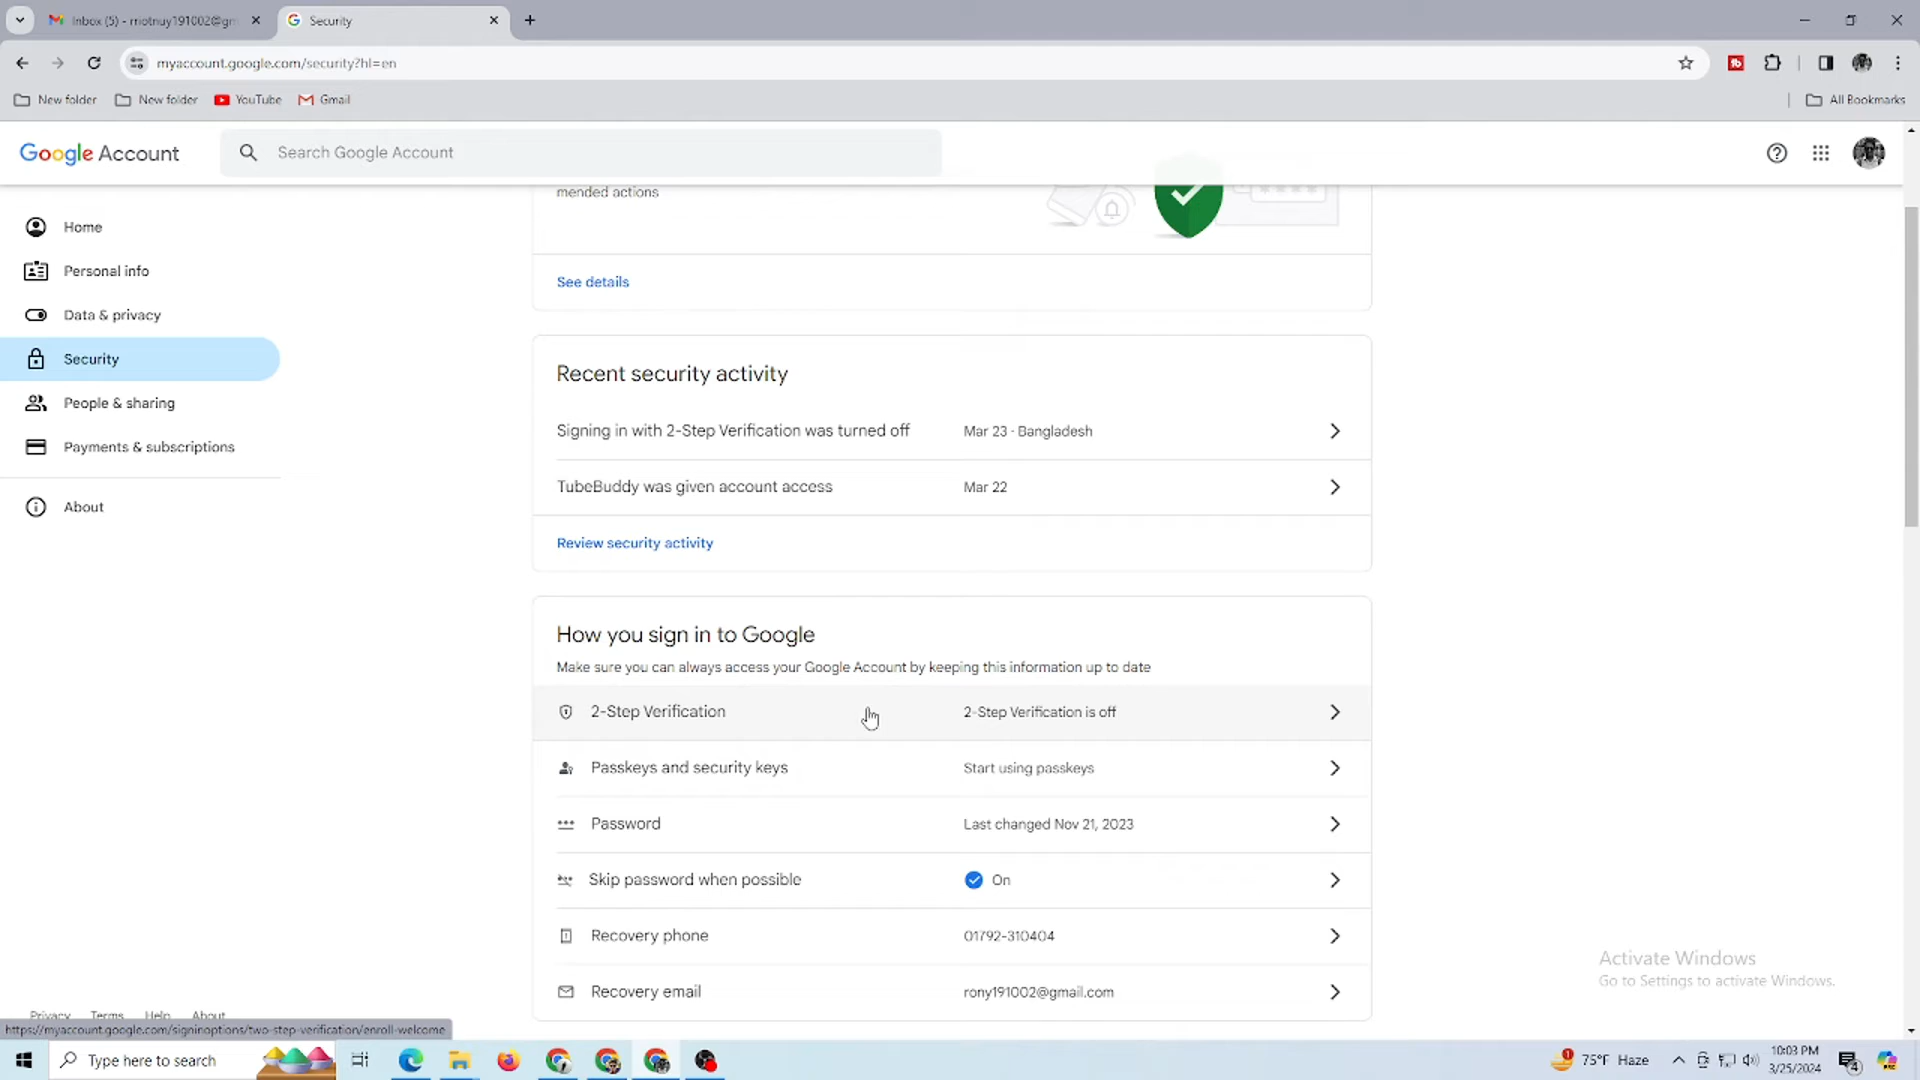 Inbox (5) - rriotnuy191002@gm
Security
myaccount.google.com/security?hl=en
New folder
New folder
YouTube
Gmail
All Bookmarks
Google Account
Search Google Account
Home
Personal info
Data & privacy
Security
People & sharing
Payments & subscriptions
About
mended actions
See details
Recent security activity
Signing in with 2-Step Verification was turned off
Mar 23 · Bangladesh
TubeBuddy was given account access
Mar 22
Review security activity
How you sign in to Google
Make sure you can always access your Google Account by keeping this information up to date
2-Step Verification
2-Step Verification is off
Passkeys and security keys
Start using passkeys
Password
Last changed Nov 21, 2023
Skip password when possible
On
Recovery phone
01792-310404
Recovery email
rony191002@gmail.com
Activate Windows
Go to Settings to activate Windows.
Privacy Terms Help About
https://myaccount.google.com/signinoptions/two-step-verification/enroll-welcome
Type here to search
1
75°F Haze
10:03 PM
3/25/2024
4